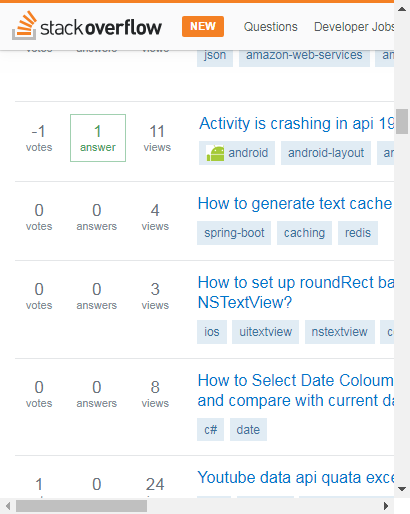 stackoverflow NEW Questions Developer Jobs
votes answers views
json amazon-web-services
-1 1 11 Activity is crashing in api 19
votes answer views android android-layout
0 0 4 How to generate text cache
votes answers views spring-boot caching redis
0 0 3 How to set up roundRect ba
NSTextView?
votes answers views ios uitextview nstextview c
0 0 8 How to Select Date Coloum
and compare with current da
votes answers views c# date
1 0 24 Youtube data api quata exce